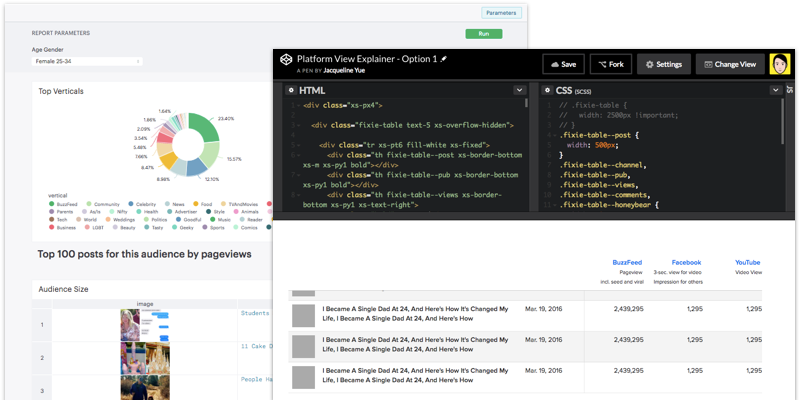 Parameters
REPORT PARAMETERS
Run
Age Gender
Female 25-34
Top Verticals
1.64%
1.86%
2.09%
3.54%
5.46%
7.66%
8.47%
8.98%
12.10%
15.57%
23.40%
vertical
BuzzFeed Community Celebrity News Food TvAndMovies
Parents Style Animals
Tech World Weddings Politics Goodful Music Reader
Business LGBT Beauty Tasty Geeky Sports Comics
Top 100 posts for this audience by pageviews
Audience Size
image
1
Students
2
11 Cake D
3
People Ha
Platform View Explainer - Option 1
A PEN BY Jacqueline Yue
Save
Fork
Settings
Change View
HTML
1 <div class="xs-px4">
2
3 <div class="fixie-table text-5 xs-overflow-hidden">
4
5 <div class="tr xs-pt6 fill-white xs-fixed">
6 <div class="th fixie-table--post xs-border-bottom
xs-m xs-py1 bold"></div>
7 <div class="th fixie-table--pub xs-border-bottom
xs-py1 bold"></div>
8 <div class="th fixie-table--views xs-border-
bottom xs-py1 xs-text-right">
CSS (SCSS)
JS
1 // .fixie-table {
2 //   width: 2500px !important;
3 // }
4 .fixie-table--post {
5   width: 500px;
6 }
7 .fixie-table--channel,
8 .fixie-table--pub,
9 .fixie-table--views,
10 .fixie-table--comments,
11 .fixie-table--honeybear {
BuzzFeed Facebook YouTube
Pageview 3-sec. view for video Video View
incl. seed and viral Impression for others
I Became A Single Dad At 24, And Here's How It's Changed My Mar. 19, 2016 2,439,295 1,295 1,295
Life, I Became A Single Dad At 24, And Here's How
I Became A Single Dad At 24, And Here's How It's Changed My Mar. 19, 2016 2,439,295 1,295 1,295
Life, I Became A Single Dad At 24, And Here's How
I Became A Single Dad At 24, And Here's How It's Changed My Mar. 19, 2016 2,439,295 1,295 1,295
Life, I Became A Single Dad At 24, And Here's How